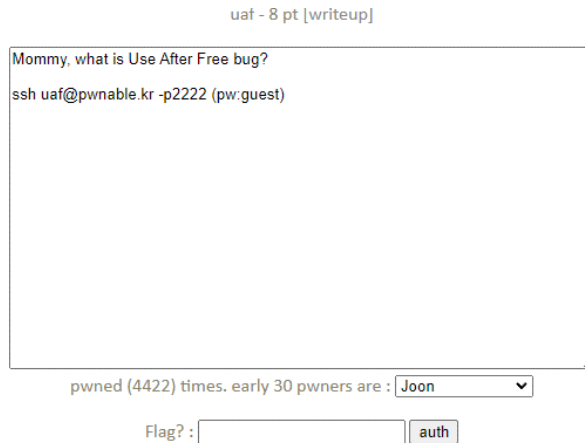 uaf - 8 pt [writeup]
Mommy, what is Use After Free bug?
ssh uaf@pwnable.kr -p2222 (pw:guest)
pwned (4422) times. early 30 pwners are : Joon
Flag? : auth